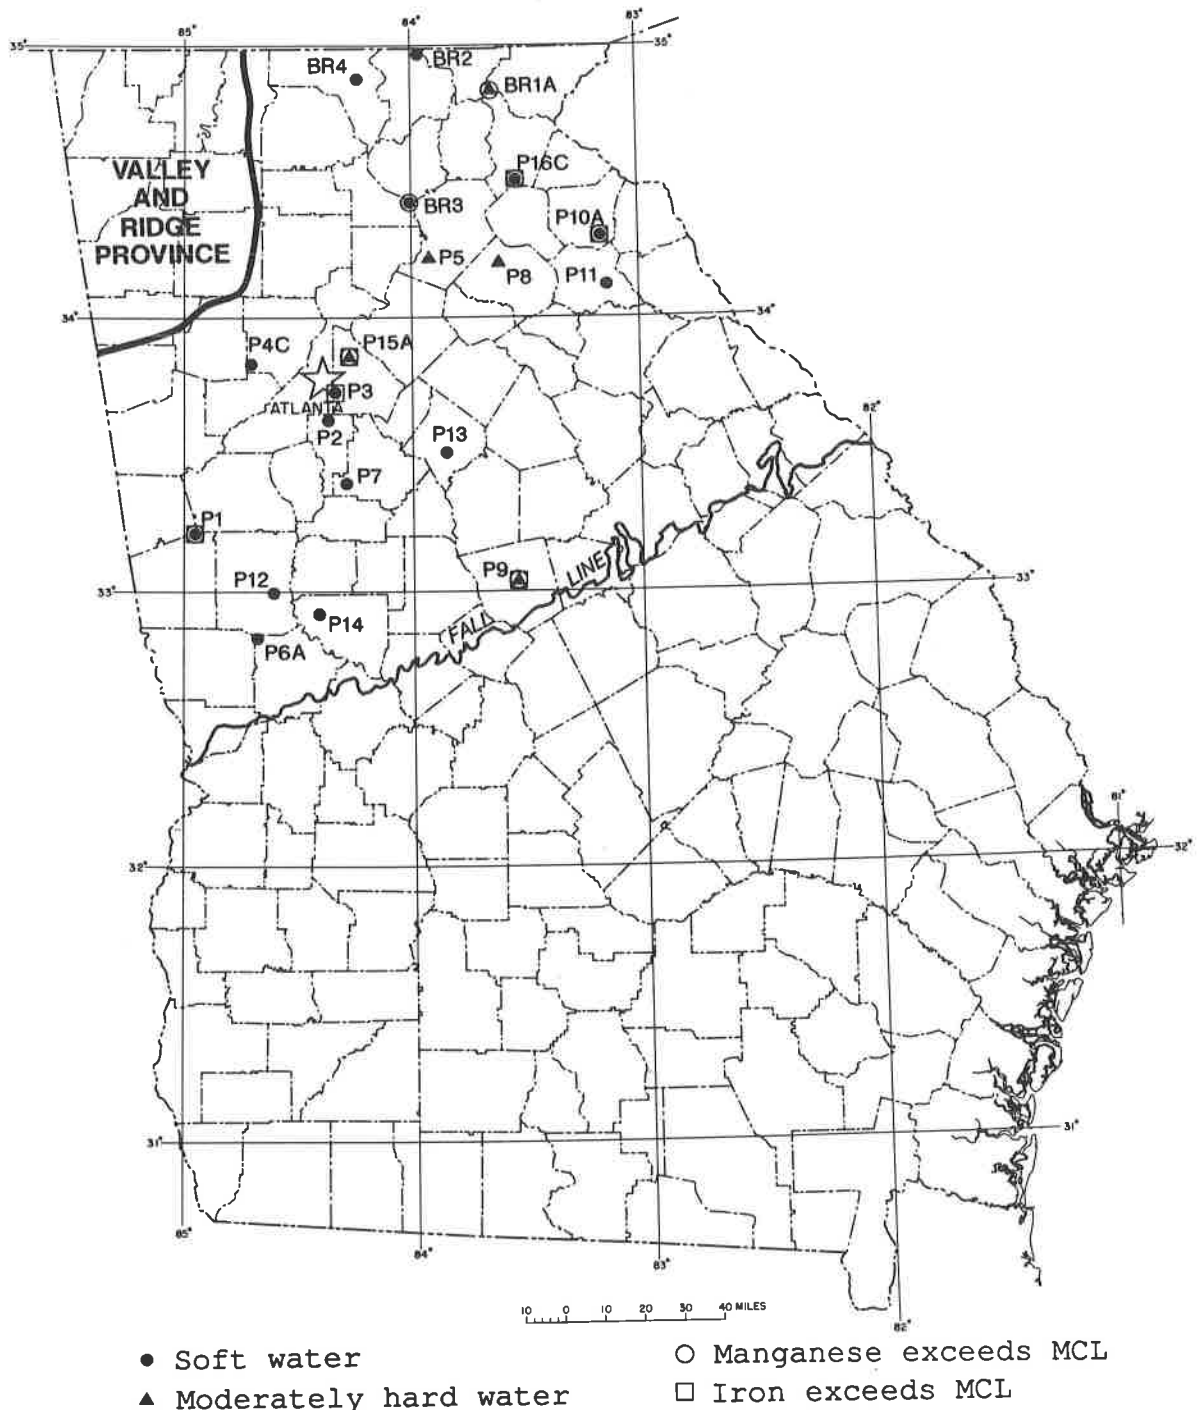 83°
84°
85°
35°
35°
BR2
BR4
BR1A
P16C
VALLEY
AND
RIDGE
PROVINCE
BR3
P10A
P5
P8
P11
34°
34°
P4C
P15A
P3
ATLANTA
82°
P2
P13
P7
P1
P9
LINE
33°
33°
P12
FALL
P14
P6A
81°
32°
32°
31°
31°
85°
84°
83°
82°
10 0 10 20 30 40 MILES
● Soft water
○ Manganese exceeds MCL
▲ Moderately hard water
□ Iron exceeds MCL